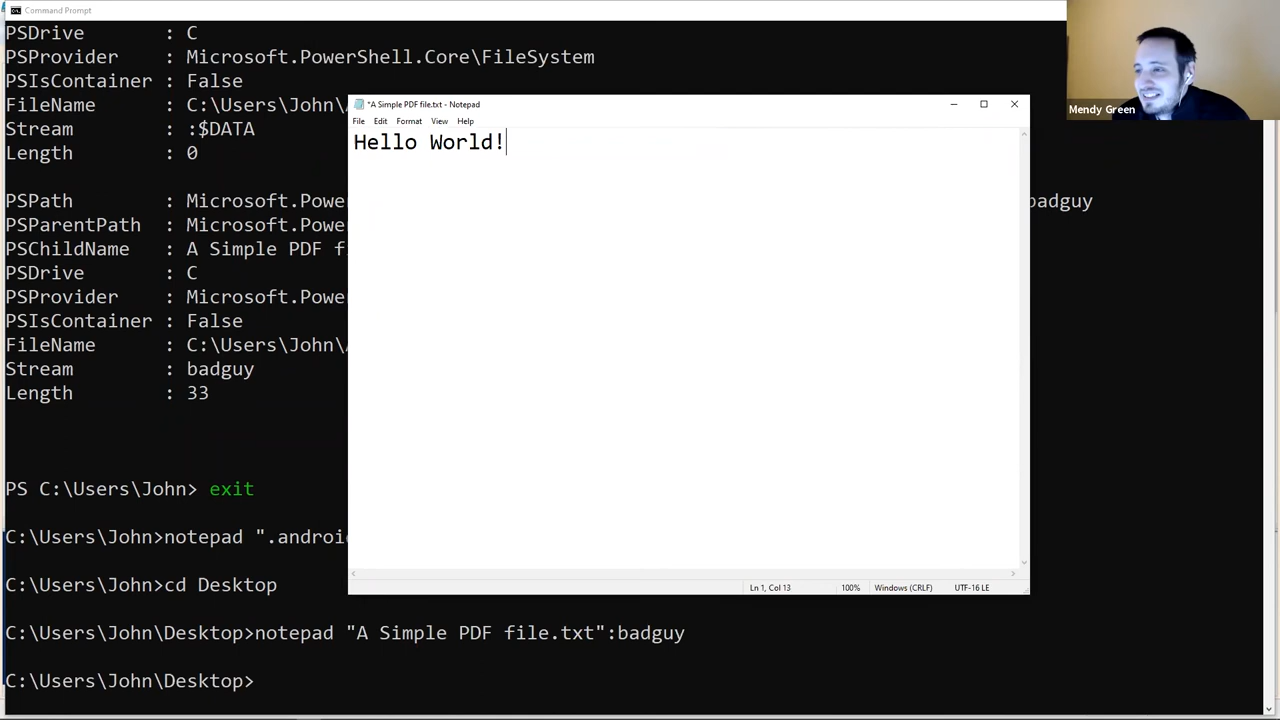 Command Prompt
PSDrive : C
PSProvider : Microsoft.PowerShell.Core\FileSystem
PSIsContainer : False
FileName : C:\Users\John\
Stream : :$DATA
Length : 0
PSPath : Microsoft.Powe badguy
PSParentPath : Microsoft.Powe
PSChildName : A Simple PDF f
PSDrive : C
PSProvider : Microsoft.Powe
PSIsContainer : False
FileName : C:\Users\John\
Stream : badguy
Length : 33
PS C:\Users\John> exit
C:\Users\John>notepad ".androi
C:\Users\John>cd Desktop
C:\Users\John\Desktop>notepad "A Simple PDF file.txt":badguy
C:\Users\John\Desktop>
*A Simple PDF file.txt - Notepad
File Edit Format View Help
Hello World!
Ln 1, Col 13 100% Windows (CRLF) UTF-16 LE
Mendy Green